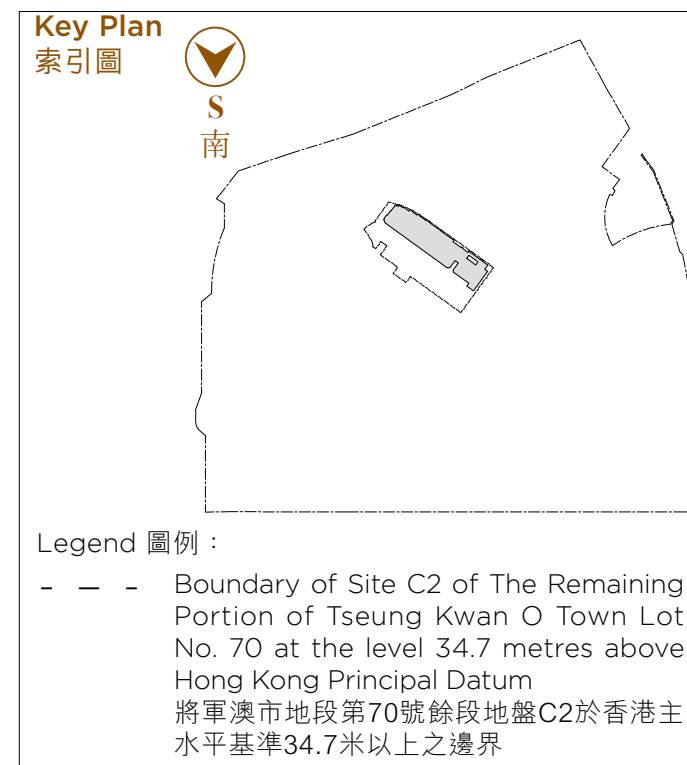 Key Plan
索引圖
S
南
Legend 圖例：
Boundary of Site C2 of The Remaining
Portion of Tseung Kwan O Town Lot
No. 70 at the level 34.7 metres above
Hong Kong Principal Datum
將軍澳市地段第70號餘段地盤C2於香港主
水平基準34.7米以上之邊界